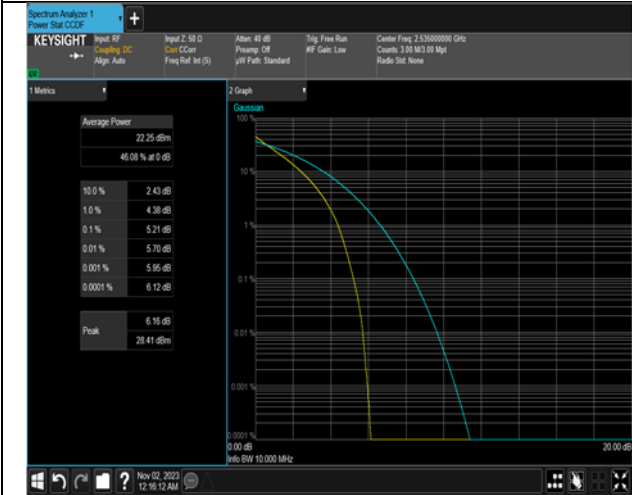 Spectrum Analyzer 1
Power Stat CCDF
+
KEYSIGHT
Input: RF
Coupling: DC
Align: Auto
Input Z: 50 Ω
Corr CCorr
Freq Ref: Int (S)
Atten: 40 dB
Preamp: Off
µW Path: Standard
Trig: Free Run
#IF Gain: Low
Center Freq: 2.535000000 GHz
Counts: 3.00 M/3.00 Mpt
Radio Std: None
1 Metrics
Average Power
22.25 dBm
46.08 % at 0 dB
10.0 % 2.43 dB
1.0 % 4.38 dB
0.1 % 5.21 dB
0.01 % 5.70 dB
0.001 % 5.95 dB
0.0001 % 6.12 dB
Peak
6.16 dB
28.41 dBm
2 Graph
Gaussian
100 %
10 %
1 %
0.1 %
0.01 %
0.001 %
0.0001 %
0.00 dB 20.00 dB
Info BW 10.000 MHz
? Nov 02, 2023
12:16:12 AM